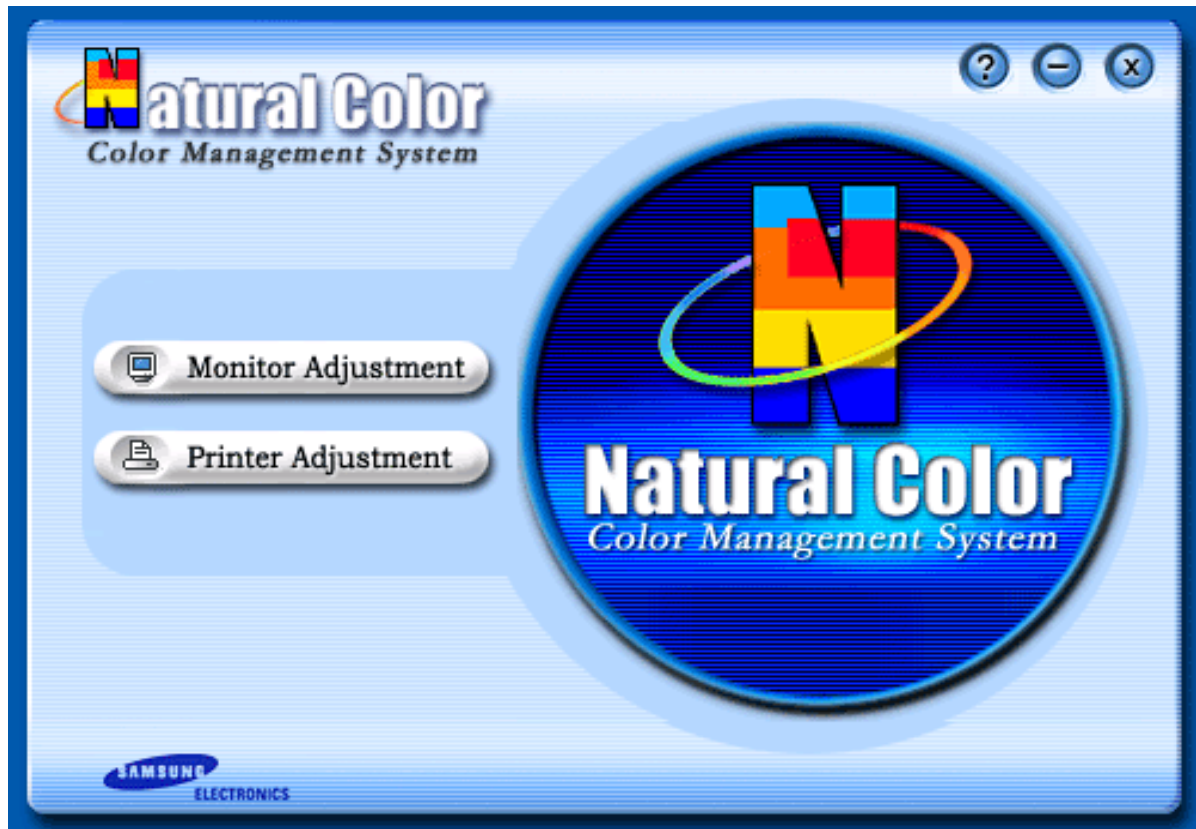 Natural Color
Color Management System
?
–
x
Monitor Adjustment
Printer Adjustment
N
Natural Color
Color Management System
SAMSUNG
ELECTRONICS